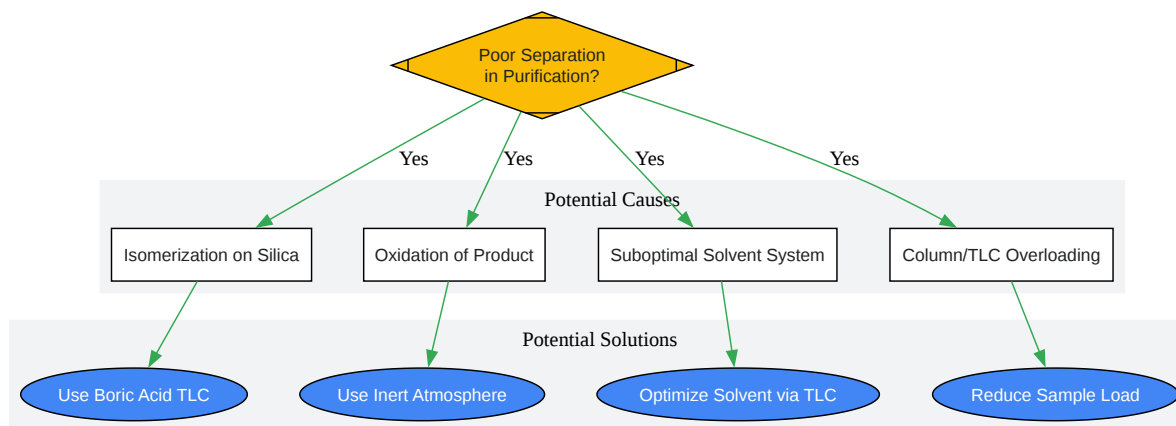 Poor Separation
in Purification?
Yes
Yes
Yes
Yes
Potential Causes
Isomerization on Silica
Oxidation of Product
Suboptimal Solvent System
Column/TLC Overloading
Potential Solutions
Use Boric Acid TLC
Use Inert Atmosphere
Optimize Solvent via TLC
Reduce Sample Load